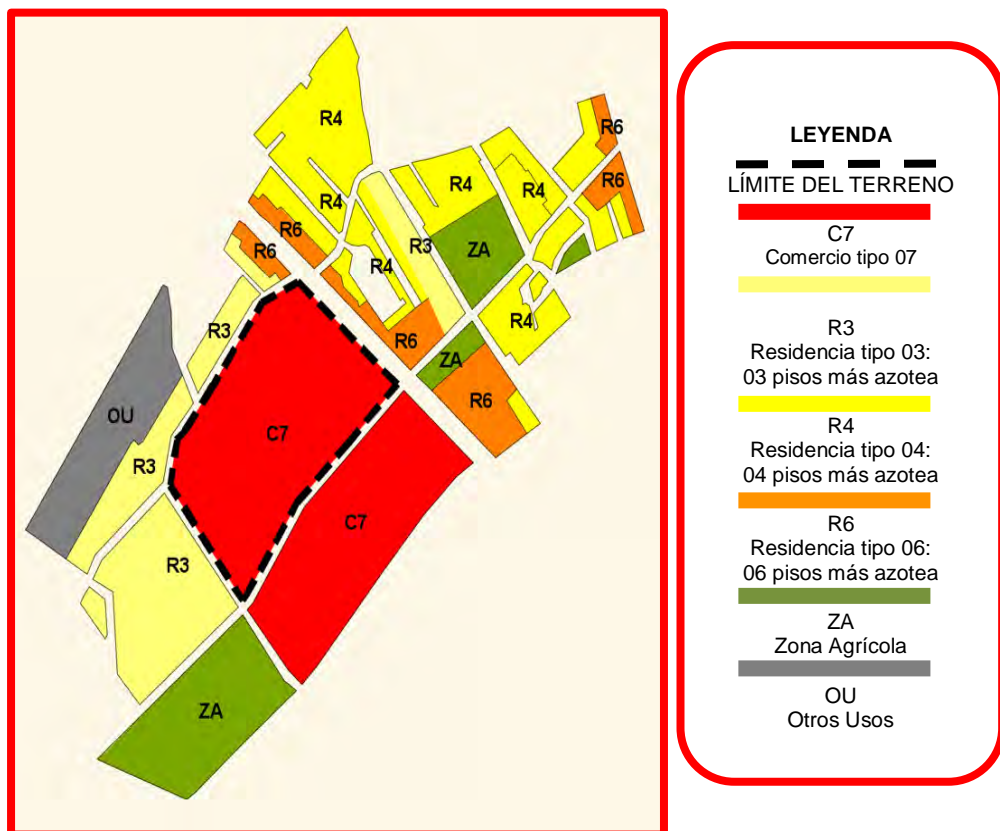 R4
R6
R6
R4
R4
R4
R6
R3
ZA
R6
R4
R3
R4
R6
ZA
OU
R6
C7
R3
C7
R3
ZA
LEYENDA
LÍMITE DEL TERRENO
C7
Comercio tipo 07
R3
Residencia tipo 03:
03 pisos más azotea
R4
Residencia tipo 04:
04 pisos más azotea
R6
Residencia tipo 06:
06 pisos más azotea
ZA
Zona Agrícola
OU
Otros Usos